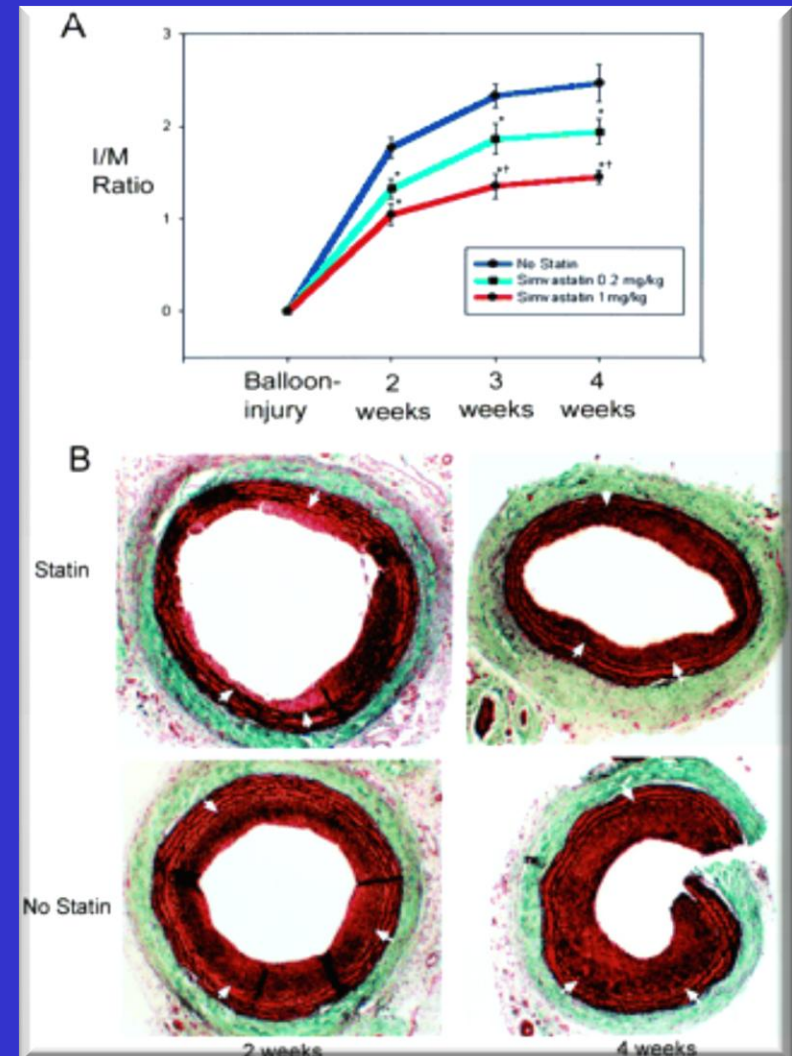 A
3
2
I/M
Ratio
1
0
No Statin
Simvastatin 0.2 mg/kg
Simvastatin 1 mg/kg
Balloon-
injury
2
weeks
3
weeks
4
weeks
B
Statin
No Statin
2 weeks
4 weeks